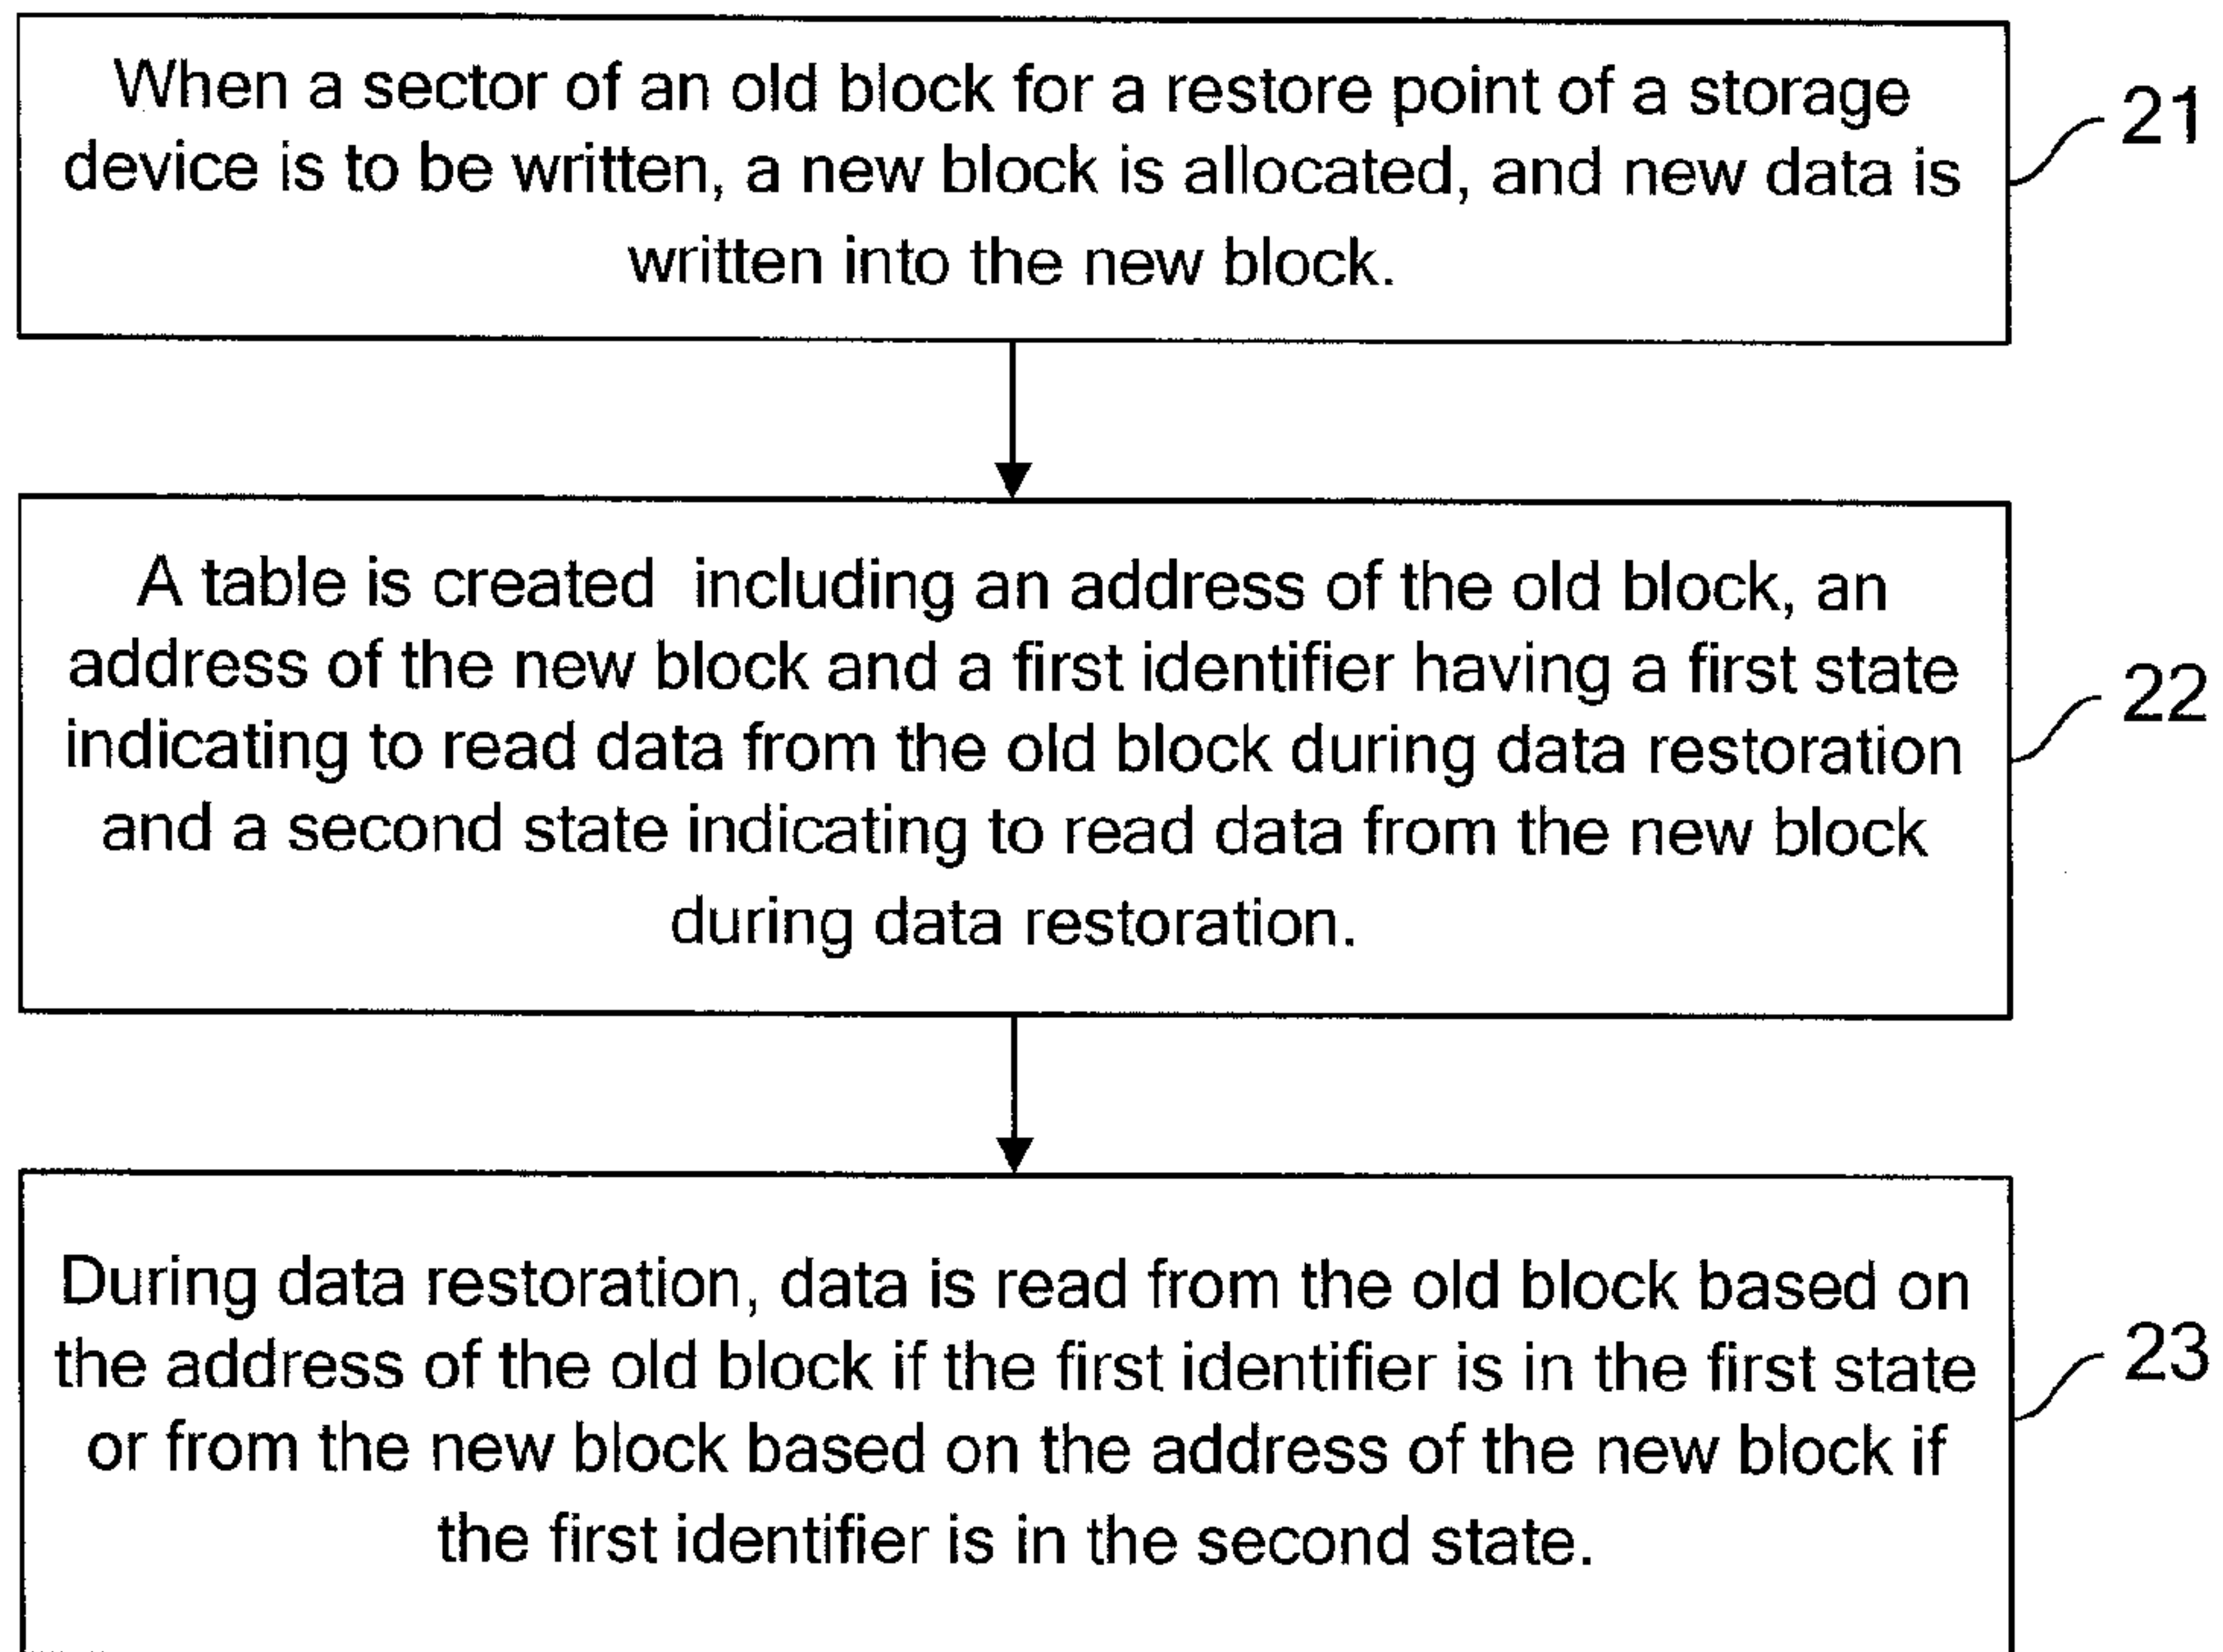 When a sector of an old block for a restore point of a storage
device is to be written, a new block is allocated, and new data is
written into the new block.
21
A table is created including an address of the old block, an
address of the new block and a first identifier having a first state
indicating to read data from the old block during data restoration
and a second state indicating to read data from the new block
during data restoration.
22
During data restoration, data is read from the old block based on
the address of the old block if the first identifier is in the first state
or from the new block based on the address of the new block if
the first identifier is in the second state.
23